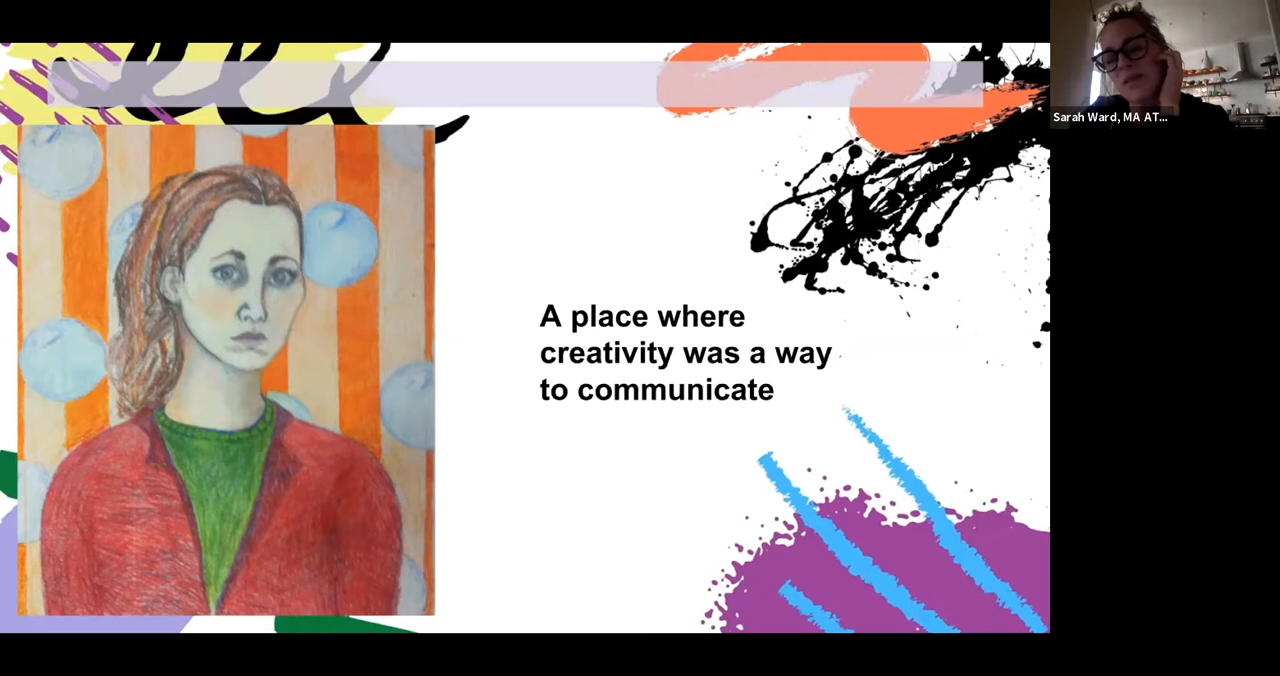 Sarah Ward, MA AT...
A place where
creativity was a way
to communicate